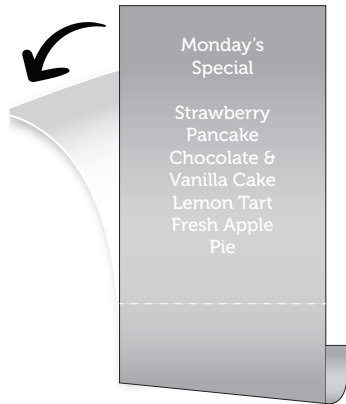 Monday's
Special
Strawberry
Pancake
Chocolate &
Vanilla Cake
Lemon Tart
Fresh Apple
Pie